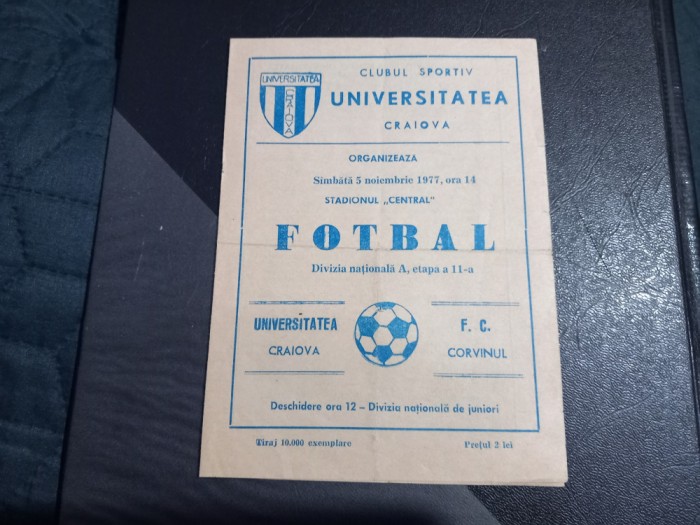 UNIVERSITATEA
CRAIOVA
CLUBUL SPORTIV
UNIVERSITATEA
CRAIOVA
ORGANIZEAZA
Sîmbătă 5 noiembrie 1977, ora 14
STADIONUL „CENTRAL"
FOTBAL
Divizia națională A, etapa a 11-a
UNIVERSITATEA
CRAIOVA
F. C.
CORVINUL
Deschidere ora 12 – Divizia națională de juniori
Tiraj 10.000 exemplare
Prețul 2 lei